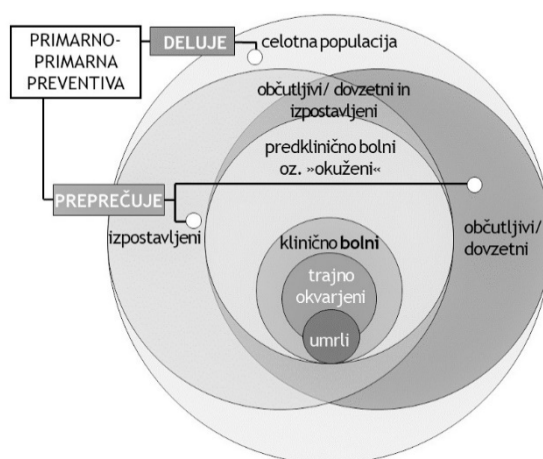 PRIMARNO-
PRIMARNA
PREVENTIVA
DELUJE
celotna populacija
občutljivi/ dovzetni in
izpostavljeni
predklinično bolni
oz. »okuženi«
PREPREČUJE
izpostavljeni
občutljivi/
dovzetni
klinično bolni
trajno
okvarjeni
umrli